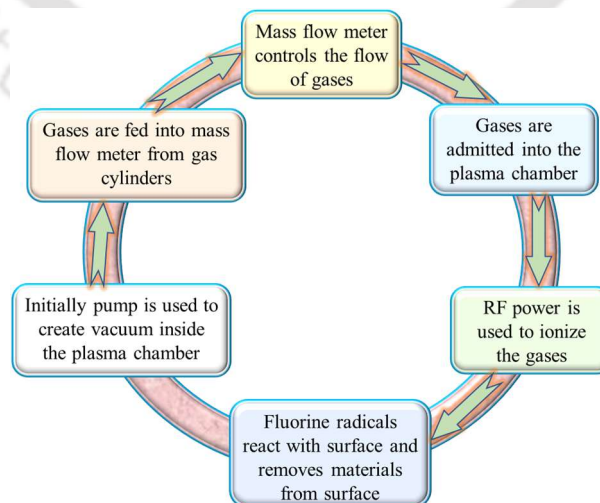 Mass flow meter
controls the flow
of gases
Gases are
admitted into the
plasma chamber
RF power is
used to ionize
the gases
Fluorine radicals
react with surface and
removes materials
from surface
Initially pump is used to
create vacuum inside
the plasma chamber
Gases are fed into mass
flow meter from gas
cylinders